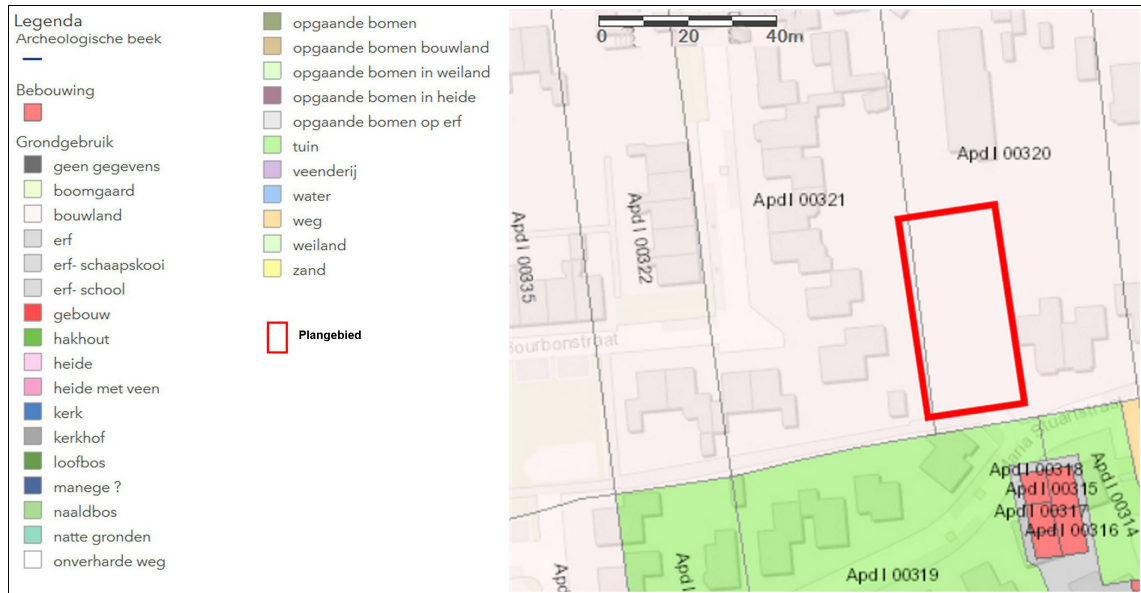 Legenda
Archeologische beek
Bebouwing
Grondgebruik
geen gegevens
boomgaard
bouwland
erf
erf- schaapskooi
erf- school
gebouw
hakhout
heide
heide met veen
kerk
kerkhof
loofbos
manege ?
naaldbos
natte gronden
onverharde weg
opgaande bomen
opgaande bomen bouwland
opgaande bomen in weiland
opgaande bomen in heide
opgaande bomen op erf
tuin
veenderij
water
weg
weiland
zand
Plangebied
0 20 40m
Apd I 00320
Apd I 00321
Apd I 00322
Apd I 00335
Bourbonstraat
Maria Stuartstraat
Apd I 00318
Apd I 00315
Apd I 00317
Apd I 00316
Apd I 00314
Apd I 00319
Apd I
Apd